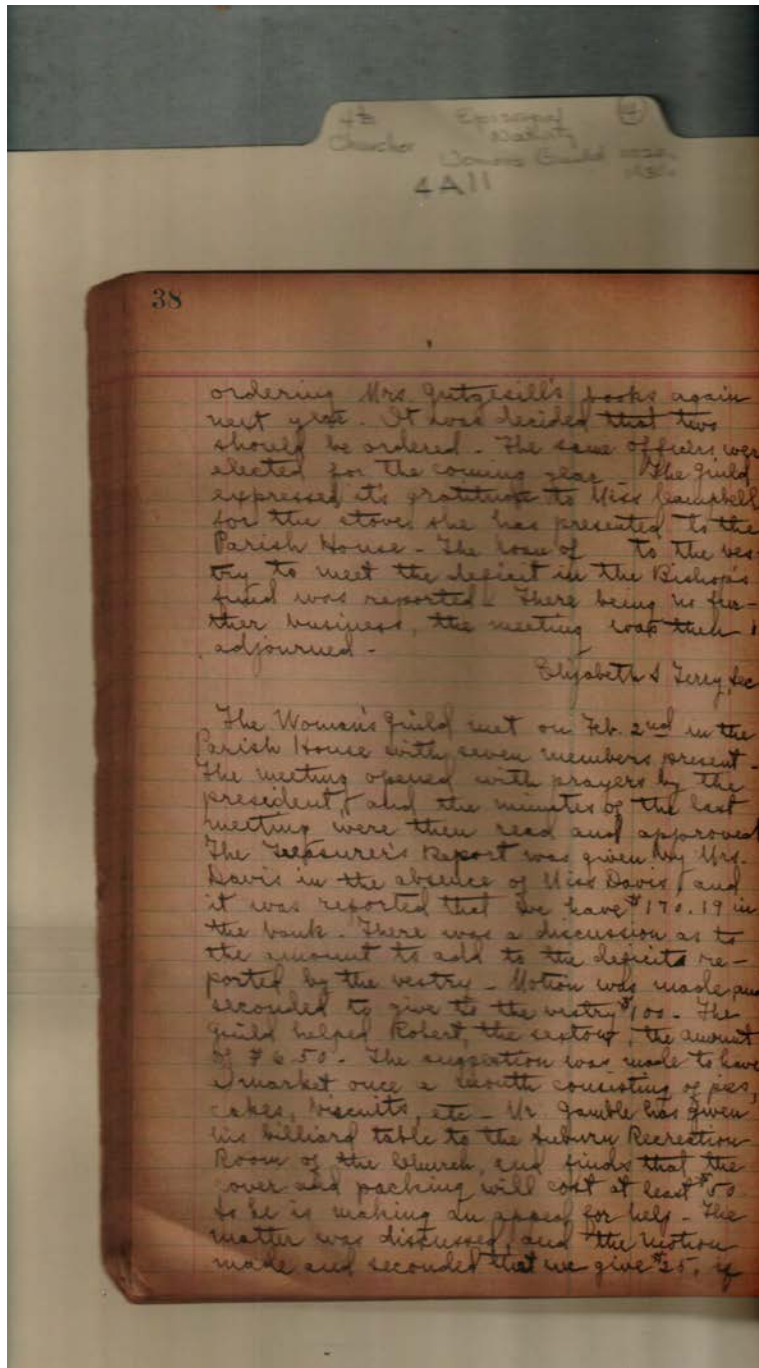 4th Episcopal
Churches Nativity
Womans Guild
4A11
38
ordering Mrs. books again
next year. It was decided that two
should be ordered - The same officers were
elected for the coming year - The Guild
expressed it's gratitude to Miss Campbell
for the stove she has presented to the
Parish House - The loan of to the ves-
try to meet the deficit in the Bishop's
fund was reported - There being no fur-
ther business, the meeting was then
adjourned -
Elizabeth S Terry, Sec
The Woman's Guild met on Feb. 2nd in the
Parish House with seven members present -
The meeting opened with prayers by the
president, and the minutes of the last
meeting were then read and approved
The Treasurer's Report was given by Mrs.
Davis in the absence of Miss Davis, and
it was reported that we have $170.19 in
the bank. There was a discussion as to
the amount to add to the deficits re-
ported by the vestry - Motion was made and
seconded to give to the vestry $100 - The
Guild helped Robert, the sexton, the amount
of $6.50 - The suggestion was made to have
a market once a month consisting of pies,
cakes, biscuits, etc - Mr. Gamble has given
his billiard table to the Recreation
Room of the Church, and finds that the
cover and packing will cost at least $50
so he is making an appeal for help - The
matter was discussed, and the motion
made and seconded that we give $25, if